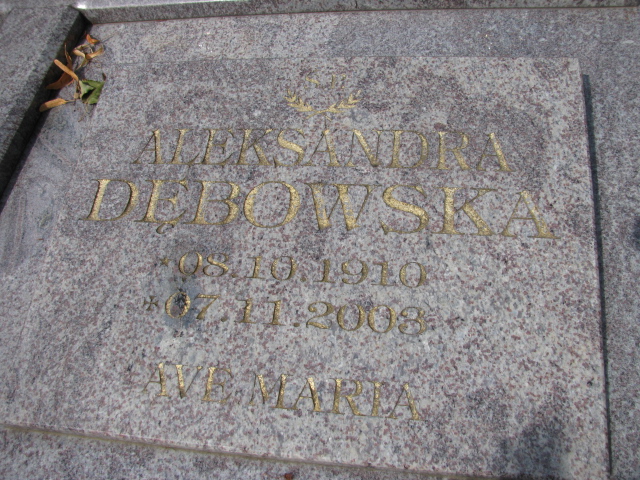 ALEKSANDRA
DĘBOWSKA
*08.10.1910
+07.11.2003
AVE MARIA